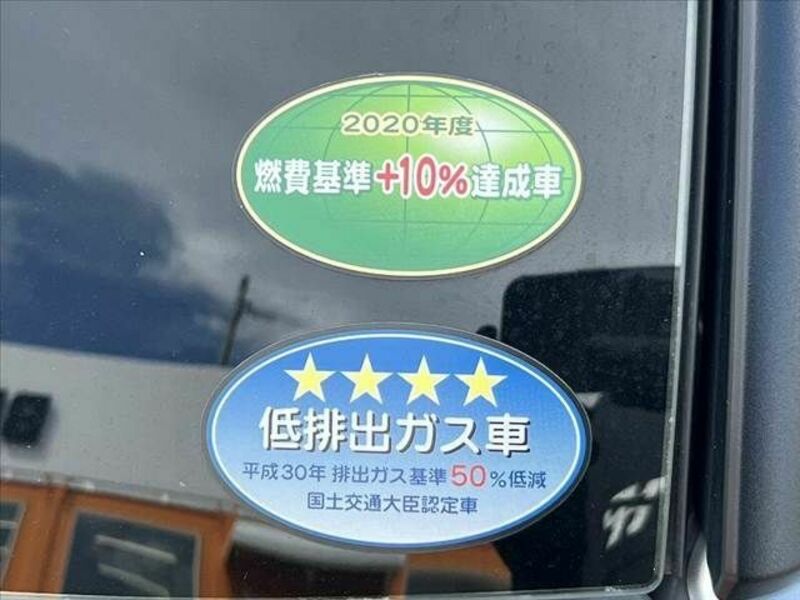 2020年度
燃費基準+10%達成車
低排出ガス車
平成30年 排出ガス基準50%低減
国土交通大臣認定車